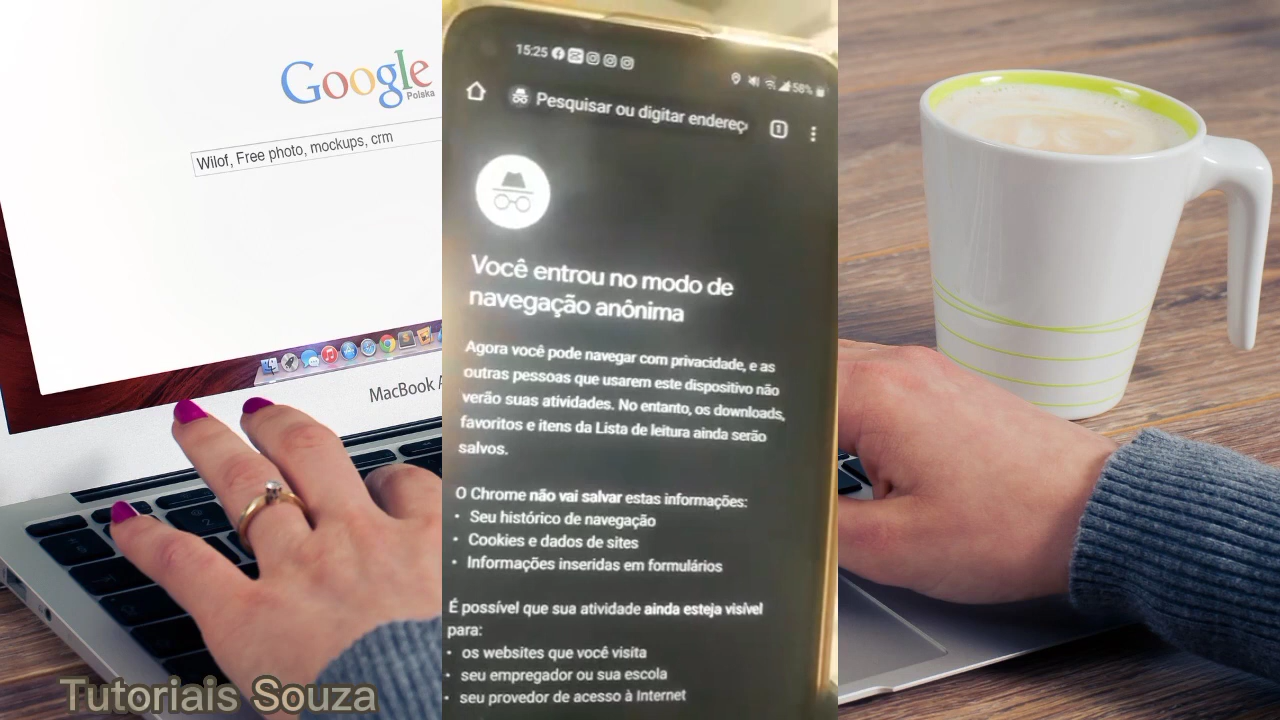 Google
Polska
Wilof, Free photo, mockups, crm
MacBook A
Tutoriais Souza
15:25
58%
Pesquisar ou digitar endereç
1
Você entrou no modo de
navegação anônima
Agora você pode navegar com privacidade, e as
outras pessoas que usarem este dispositivo não
verão suas atividades. No entanto, os downloads,
favoritos e itens da Lista de leitura ainda serão
salvos.
O Chrome não vai salvar estas informações:
• Seu histórico de navegação
• Cookies e dados de sites
• Informações inseridas em formulários
É possível que sua atividade ainda esteja visível
para:
• os websites que você visita
• seu empregador ou sua escola
• seu provedor de acesso à Internet